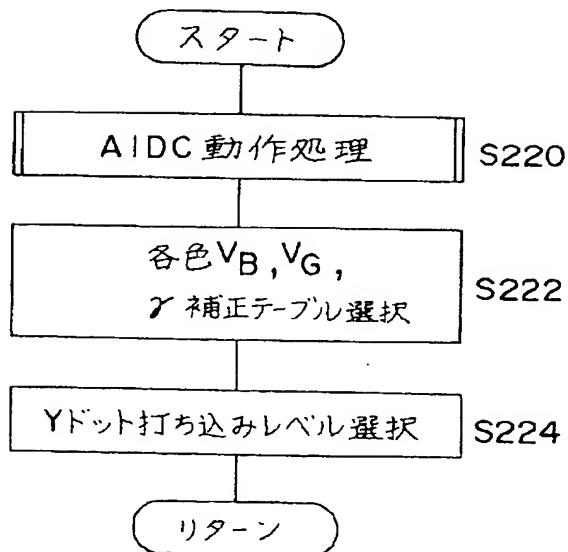 スタート
AIDC動作処理
S220
各色VB,VG,
γ補正テーブル選択
S222
Yドット打ち込みレベル選択
S224
リターン